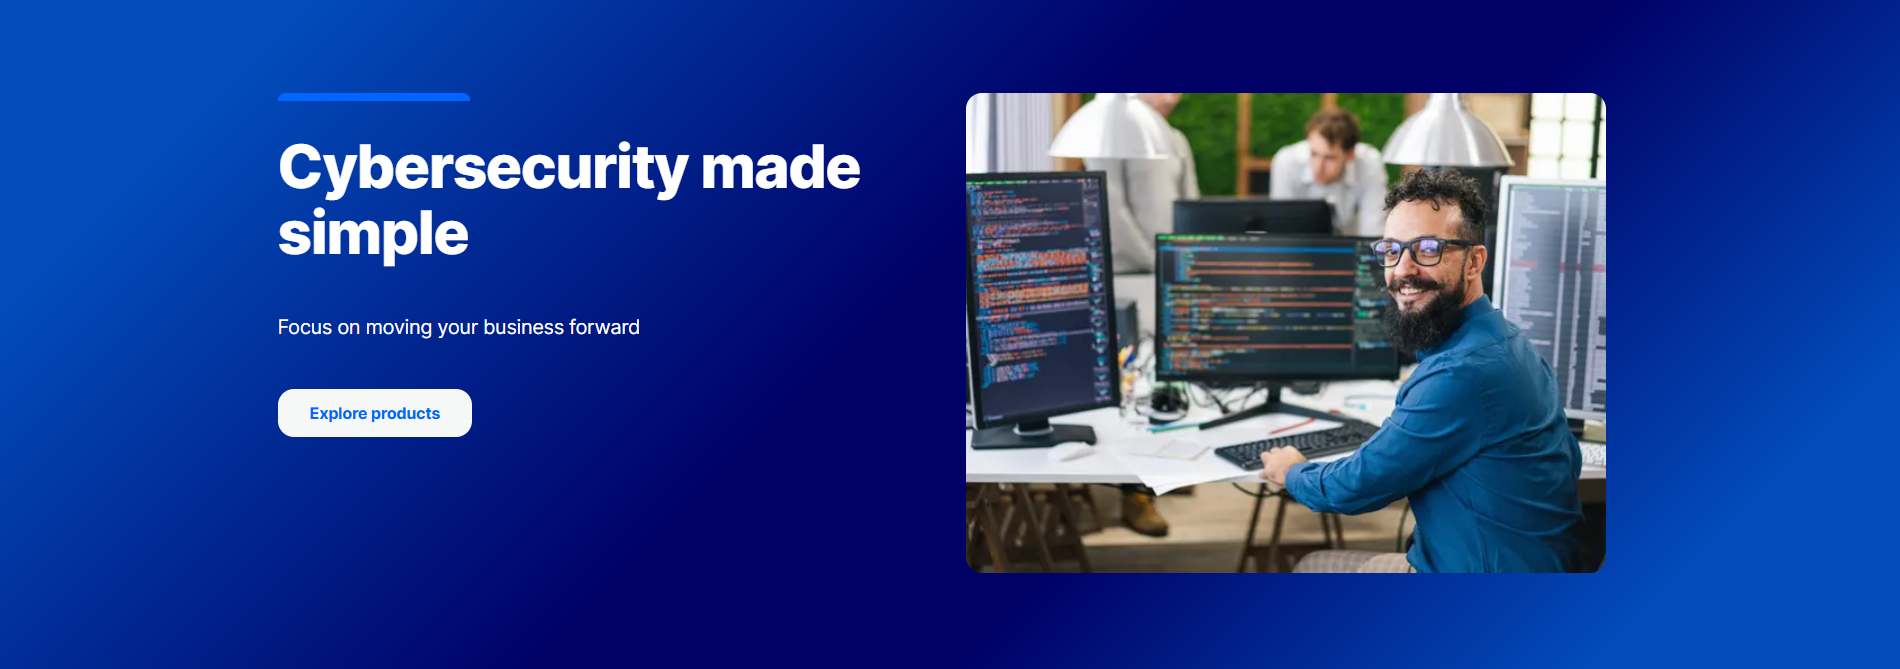 Cybersecurity made
simple
Focus on moving your business forward
Explore products